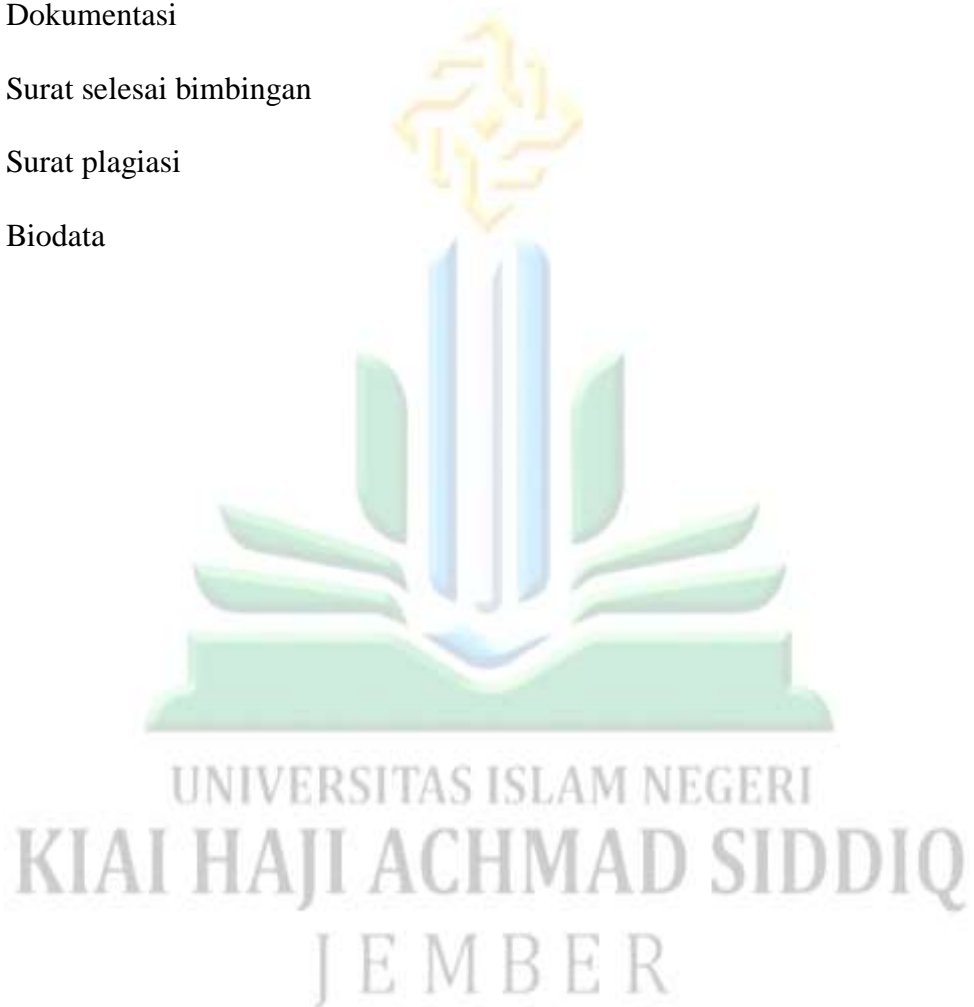 Dokumentasi
Surat selesai bimbingan
Surat plagiasi
Biodata
UNIVERSITAS ISLAM NEGERI
KIAI HAJI ACHMAD SIDDIQ
JEMBER